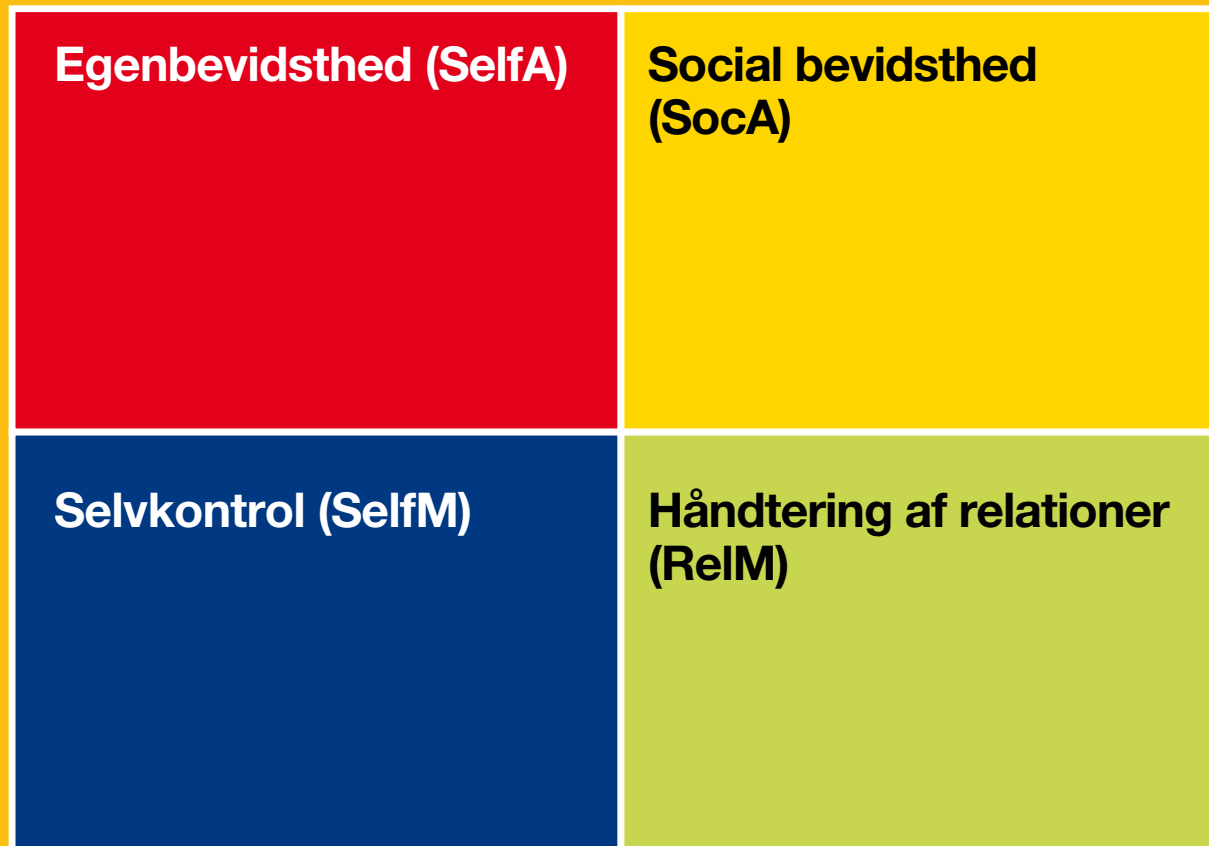 Egenbevidsthed (SelfA)
Social bevidsthed
(SocA)
Selvkontrol (SelfM)
Håndtering af relationer
(RelM)